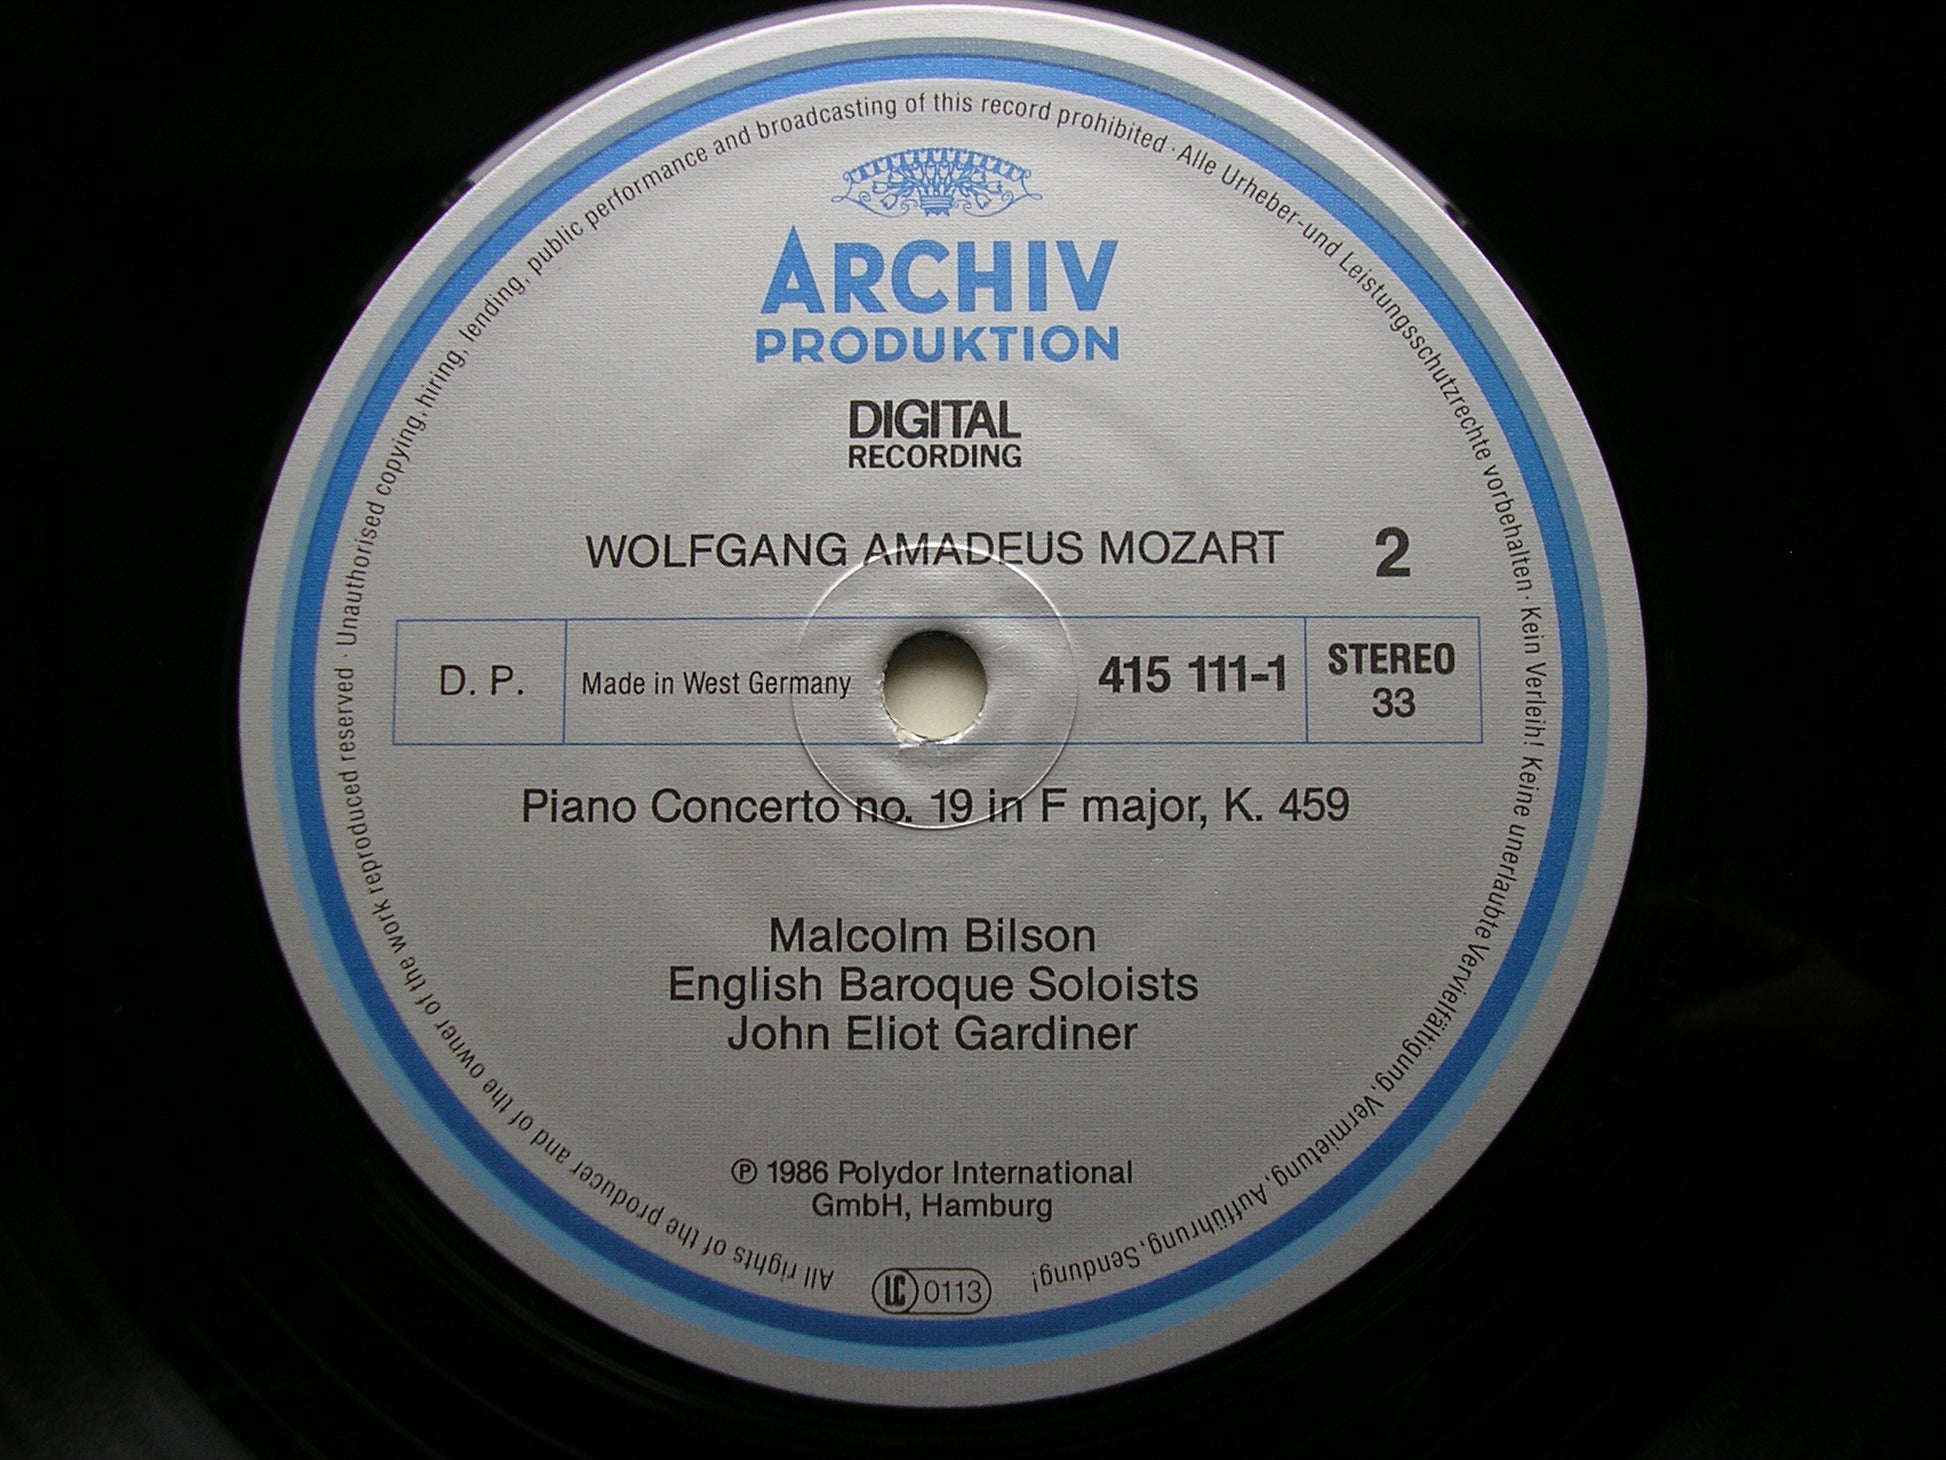 All rights of the producer and of the owner of the work reproduced reserved · Unauthorised copying, hiring, lending, public performance and broadcasting of this record prohibited · Alle Urheber-und Leistungsschutzrechte vorbehalten · Kein Verleih! Keine unerlaubte Vervielfältigung, Vermietung, Aufführung, Sendung!
ARCHIV
PRODUKTION
DIGITAL
RECORDING
WOLFGANG AMADEUS MOZART 2
D. P. Made in West Germany 415 111-1 STEREO
33
Piano Concerto no. 19 in F major, K. 459
Malcolm Bilson
English Baroque Soloists
John Eliot Gardiner
℗ 1986 Polydor International
GmbH, Hamburg
LC 0113